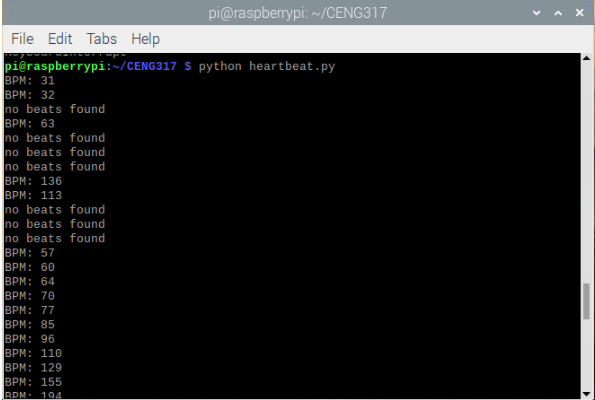 pi@raspberrypi: ~/CENG317
File Edit Tabs Help
KeyboardInterrupt
pi@raspberrypi:~/CENG317 $ python heartbeat.py
BPM: 31
BPM: 32
no beats found
BPM: 63
no beats found
no beats found
no beats found
BPM: 136
BPM: 113
no beats found
no beats found
no beats found
BPM: 57
BPM: 60
BPM: 64
BPM: 70
BPM: 77
BPM: 85
BPM: 96
BPM: 110
BPM: 129
BPM: 155
BPM: 194